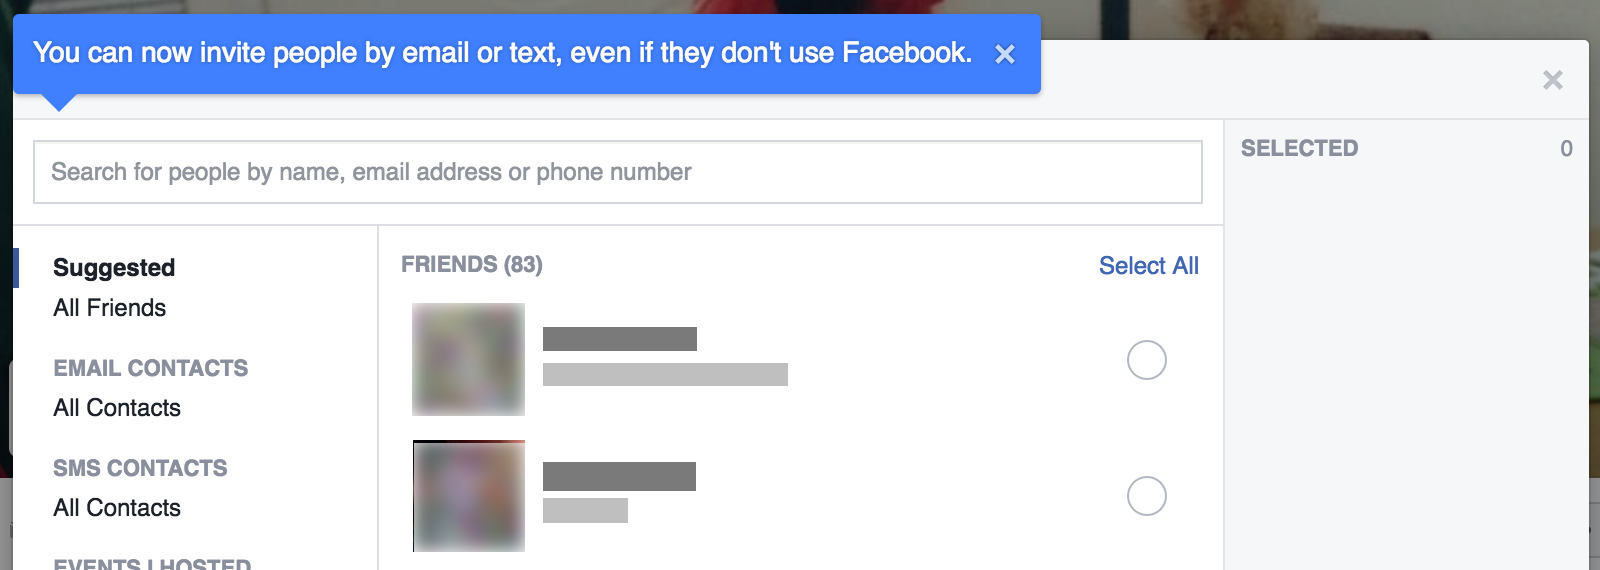 You can now invite people by email or text, even if they don't use Facebook.
Search for people by name, email address or phone number
SELECTED 0
Suggested
All Friends
EMAIL CONTACTS
All Contacts
SMS CONTACTS
All Contacts
EVENTS I HOSTED
FRIENDS (83)
Select All